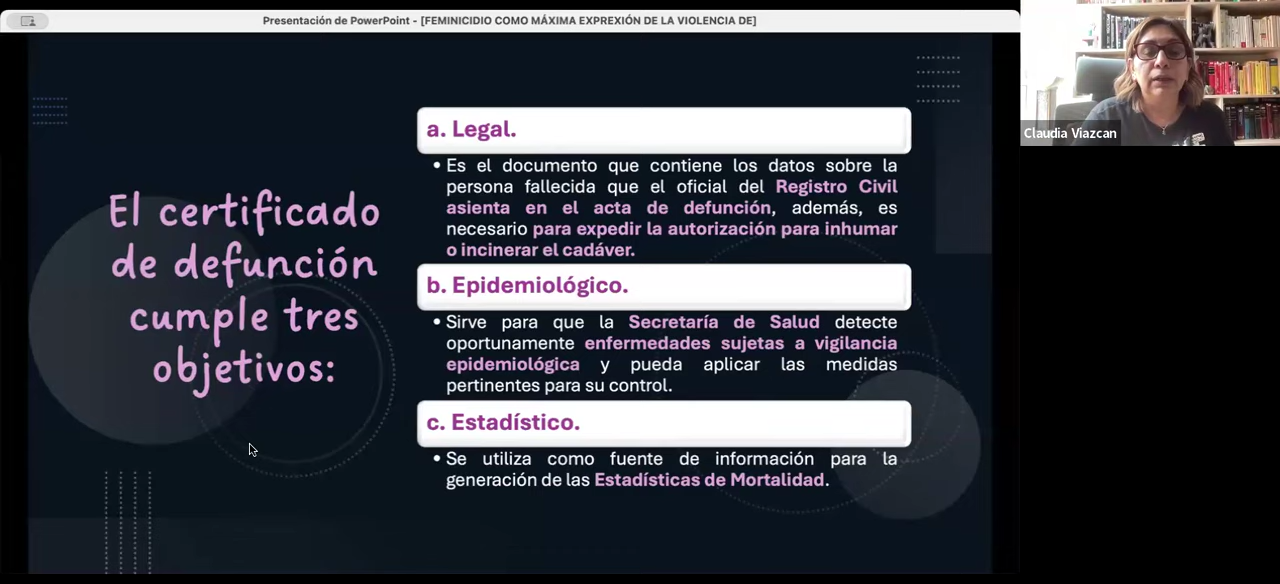 Presentación de PowerPoint - [FEMINICIDIO COMO MÁXIMA EXPREXIÓN DE LA VIOLENCIA DE]
Claudia Viazcan
El certificado
de defunción
cumple tres
objetivos:
a. Legal.
• Es el documento que contiene los datos sobre la
persona fallecida que el oficial del Registro Civil
asienta en el acta de defunción, además, es
necesario para expedir la autorización para inhumar
o incinerar el cadáver.
b. Epidemiológico.
• Sirve para que la Secretaría de Salud detecte
oportunamente enfermedades sujetas a vigilancia
epidemiológica y pueda aplicar las medidas
pertinentes para su control.
c. Estadístico.
• Se utiliza como fuente de información para la
generación de las Estadísticas de Mortalidad.